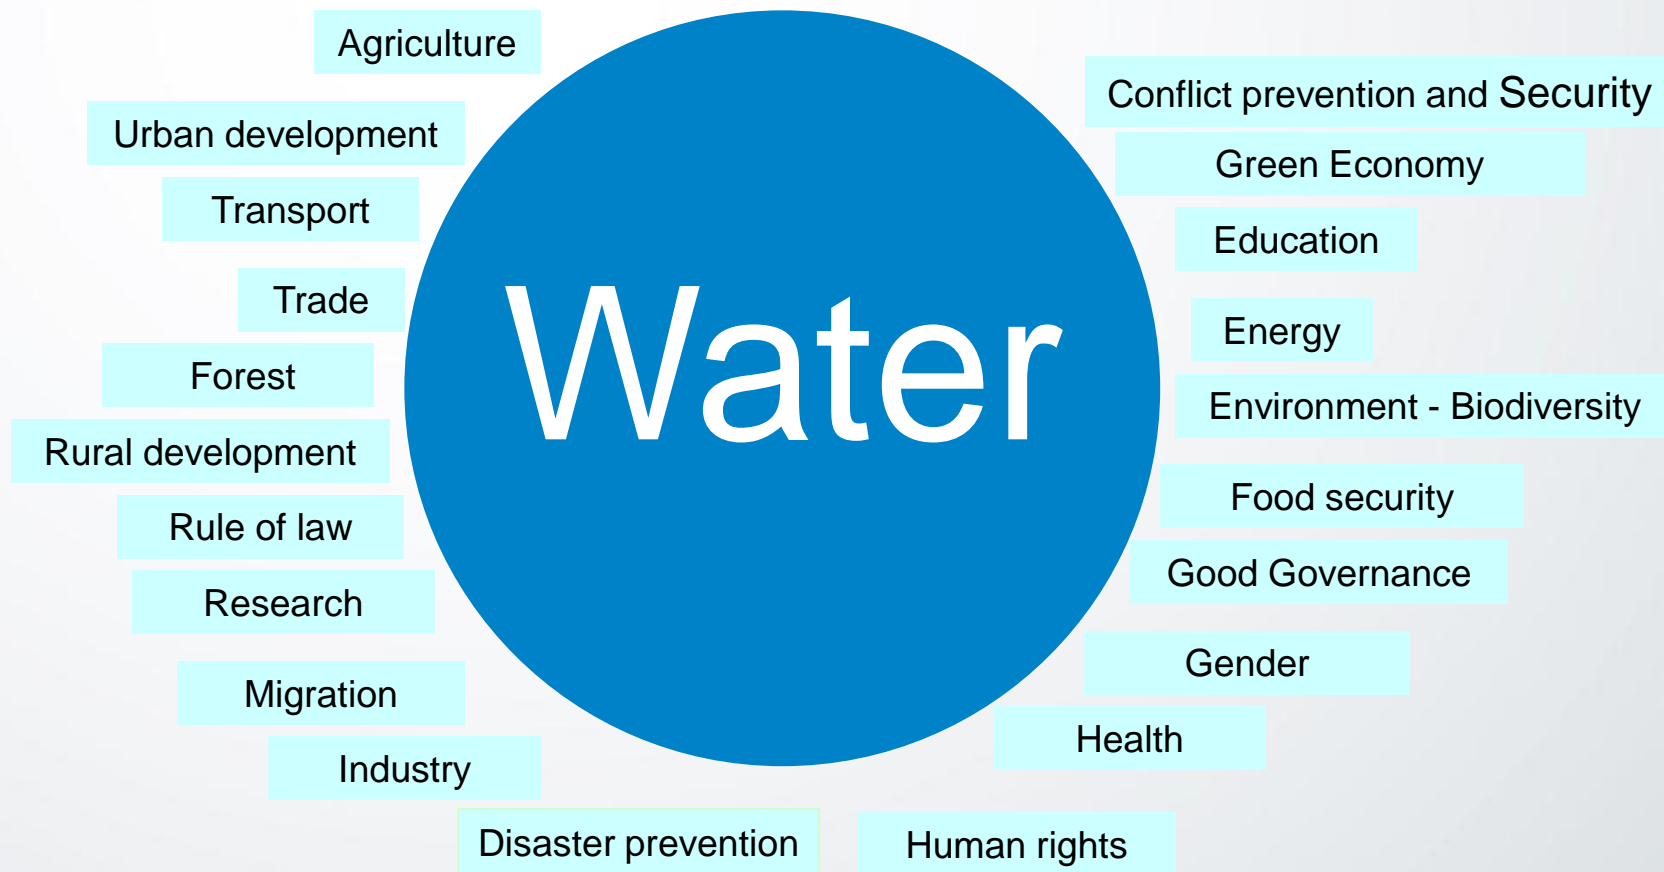 Agriculture
Urban development
Transport
Trade
Forest
Rural development
Rule of law
Research
Migration
Industry
Disaster prevention
Water
Conflict prevention and Security
Green Economy
Education
Energy
Environment - Biodiversity
Food security
Good Governance
Gender
Health
Human rights